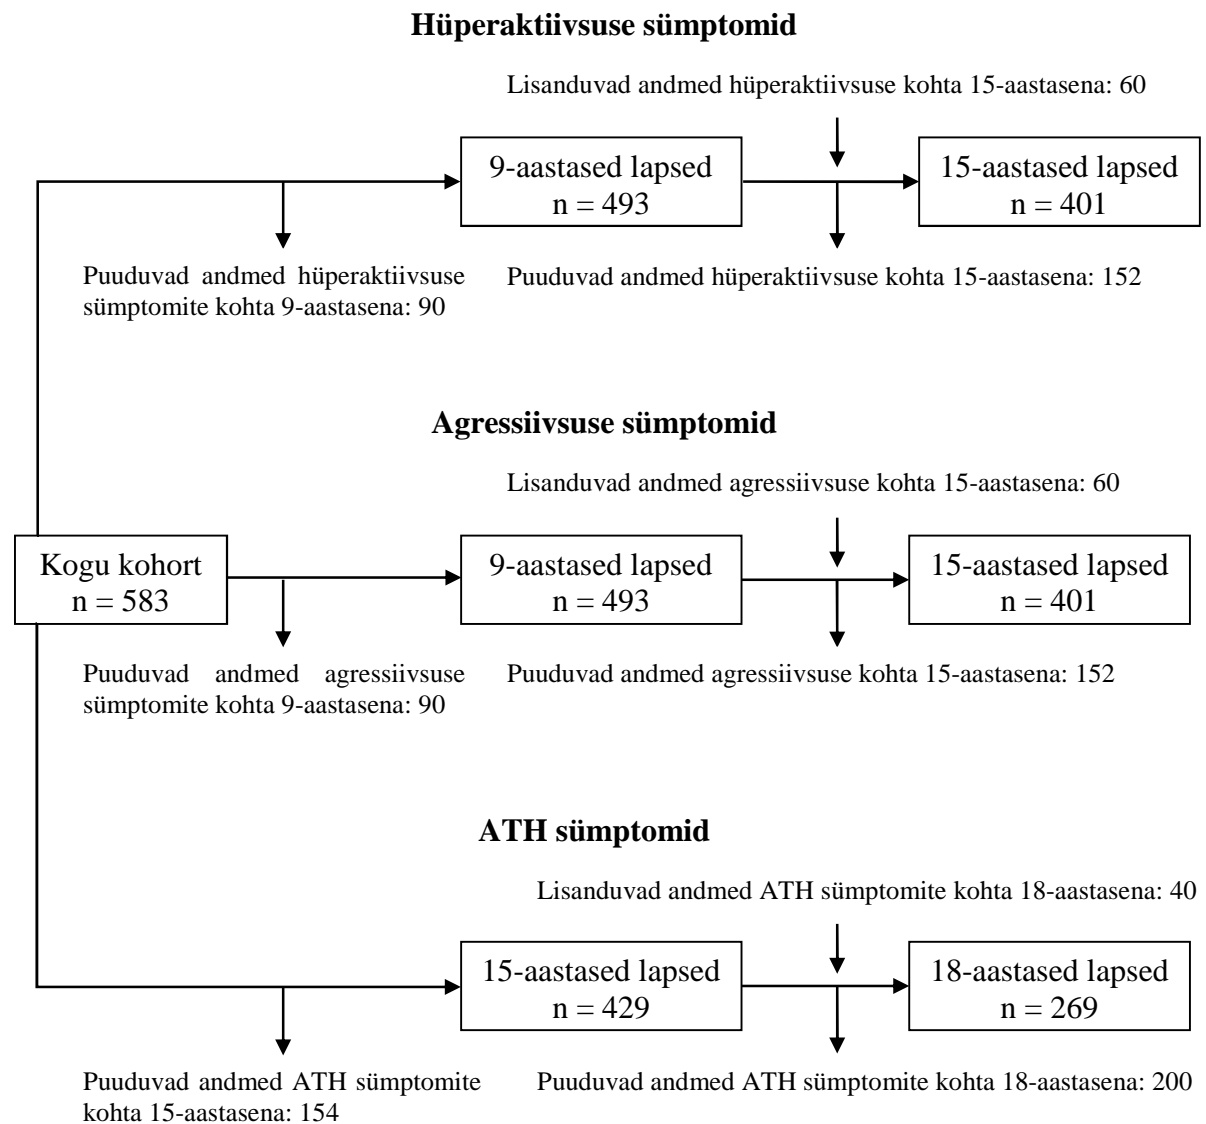 Hüperaktiivsuse sümptomid
Lisanduvad andmed hüperaktiivsuse kohta 15-aastasena: 60
9-aastased lapsed
n = 493
15-aastased lapsed
n = 401
Puuduvad andmed hüperaktiivsuse
sümptomite kohta 9-aastasena: 90
Puuduvad andmed hüperaktiivsuse kohta 15-aastasena: 152
Agressiivsuse sümptomid
Lisanduvad andmed agressiivsuse kohta 15-aastasena: 60
Kogu kohort
n = 583
9-aastased lapsed
n = 493
15-aastased lapsed
n = 401
Puuduvad andmed agressiivsuse
sümptomite kohta 9-aastasena: 90
Puuduvad andmed agressiivsuse kohta 15-aastasena: 152
ATH sümptomid
Lisanduvad andmed ATH sümptomite kohta 18-aastasena: 40
15-aastased lapsed
n = 429
18-aastased lapsed
n = 269
Puuduvad andmed ATH sümptomite
kohta 15-aastasena: 154
Puuduvad andmed ATH sümptomite kohta 18-aastasena: 200